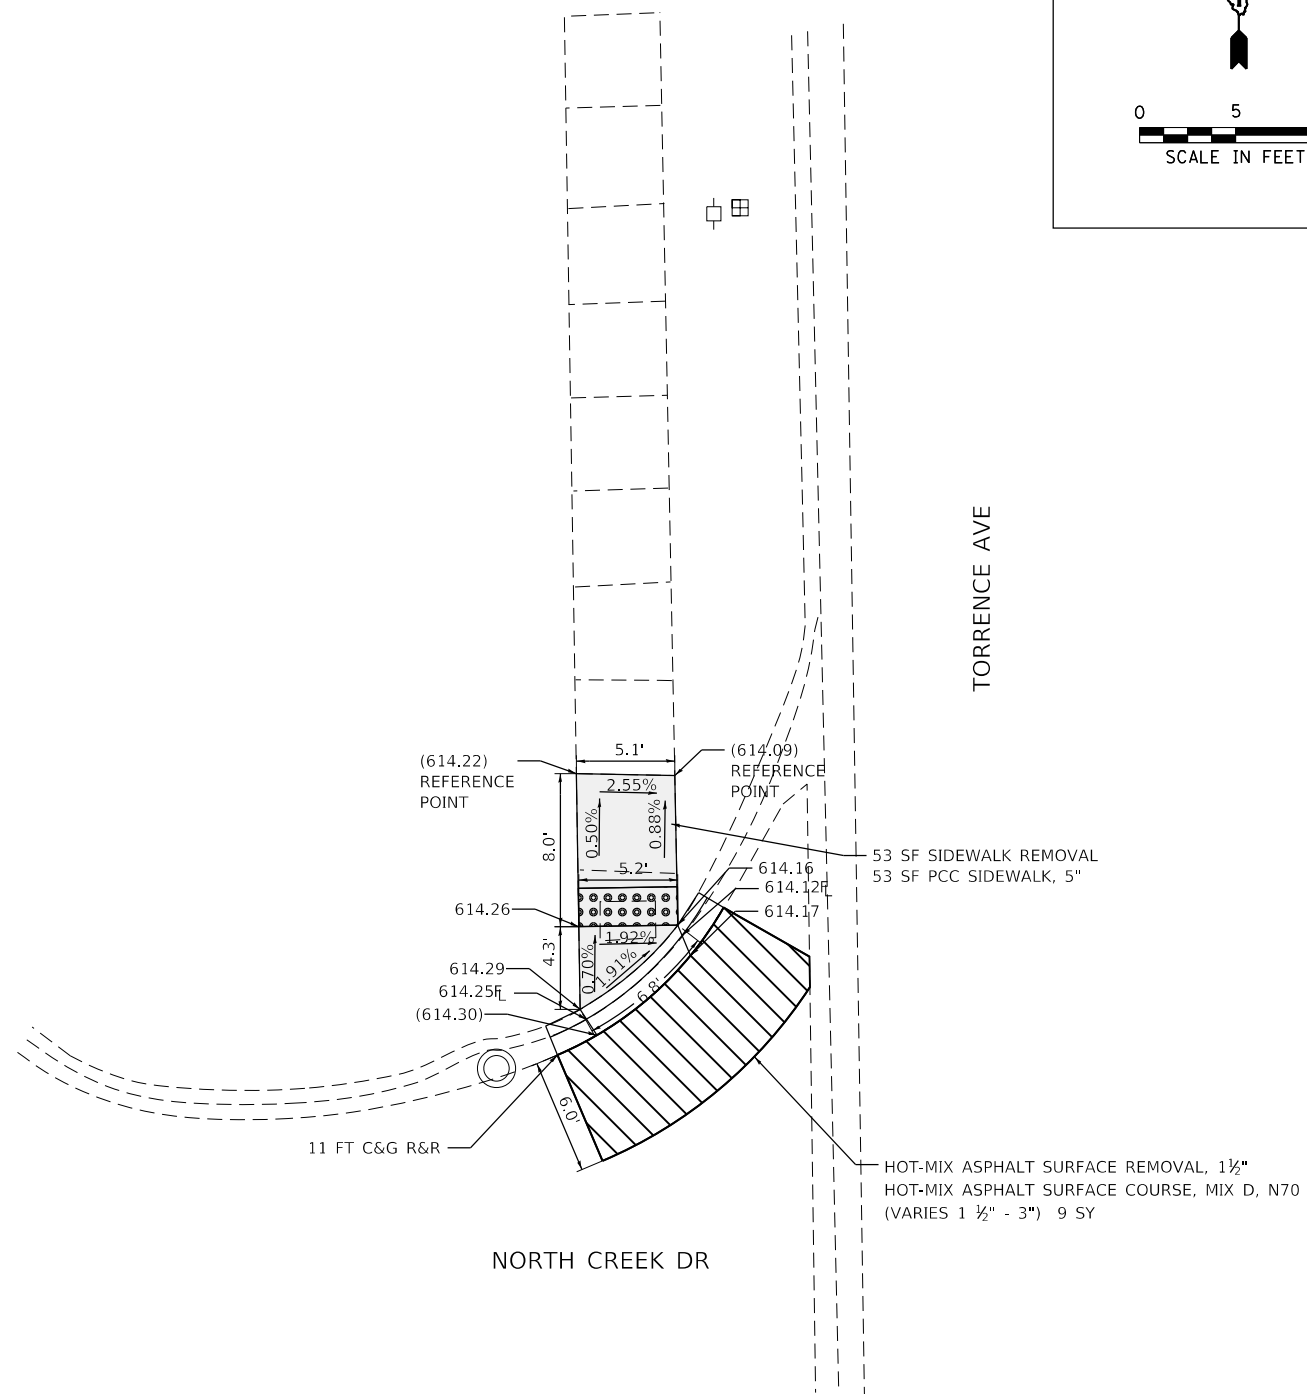 0 5
SCALE IN FEET
TORRENCE AVE
(614.22)
REFERENCE
POINT
5.1'
(614.09)
REFERENCE
POINT
2.55%
0.50%
0.88%
8.0'
5.2'
53 SF SIDEWALK REMOVAL
53 SF PCC SIDEWALK, 5"
614.16
614.12FL
614.17
614.26
1.92%
4.3'
0.70%
1.91%
6.8'
614.29
614.25FL
(614.30)
6.0'
11 FT C&G R&R
HOT-MIX ASPHALT SURFACE REMOVAL, 1½"
HOT-MIX ASPHALT SURFACE COURSE, MIX D, N70
(VARIES 1 ½" - 3") 9 SY
NORTH CREEK DR